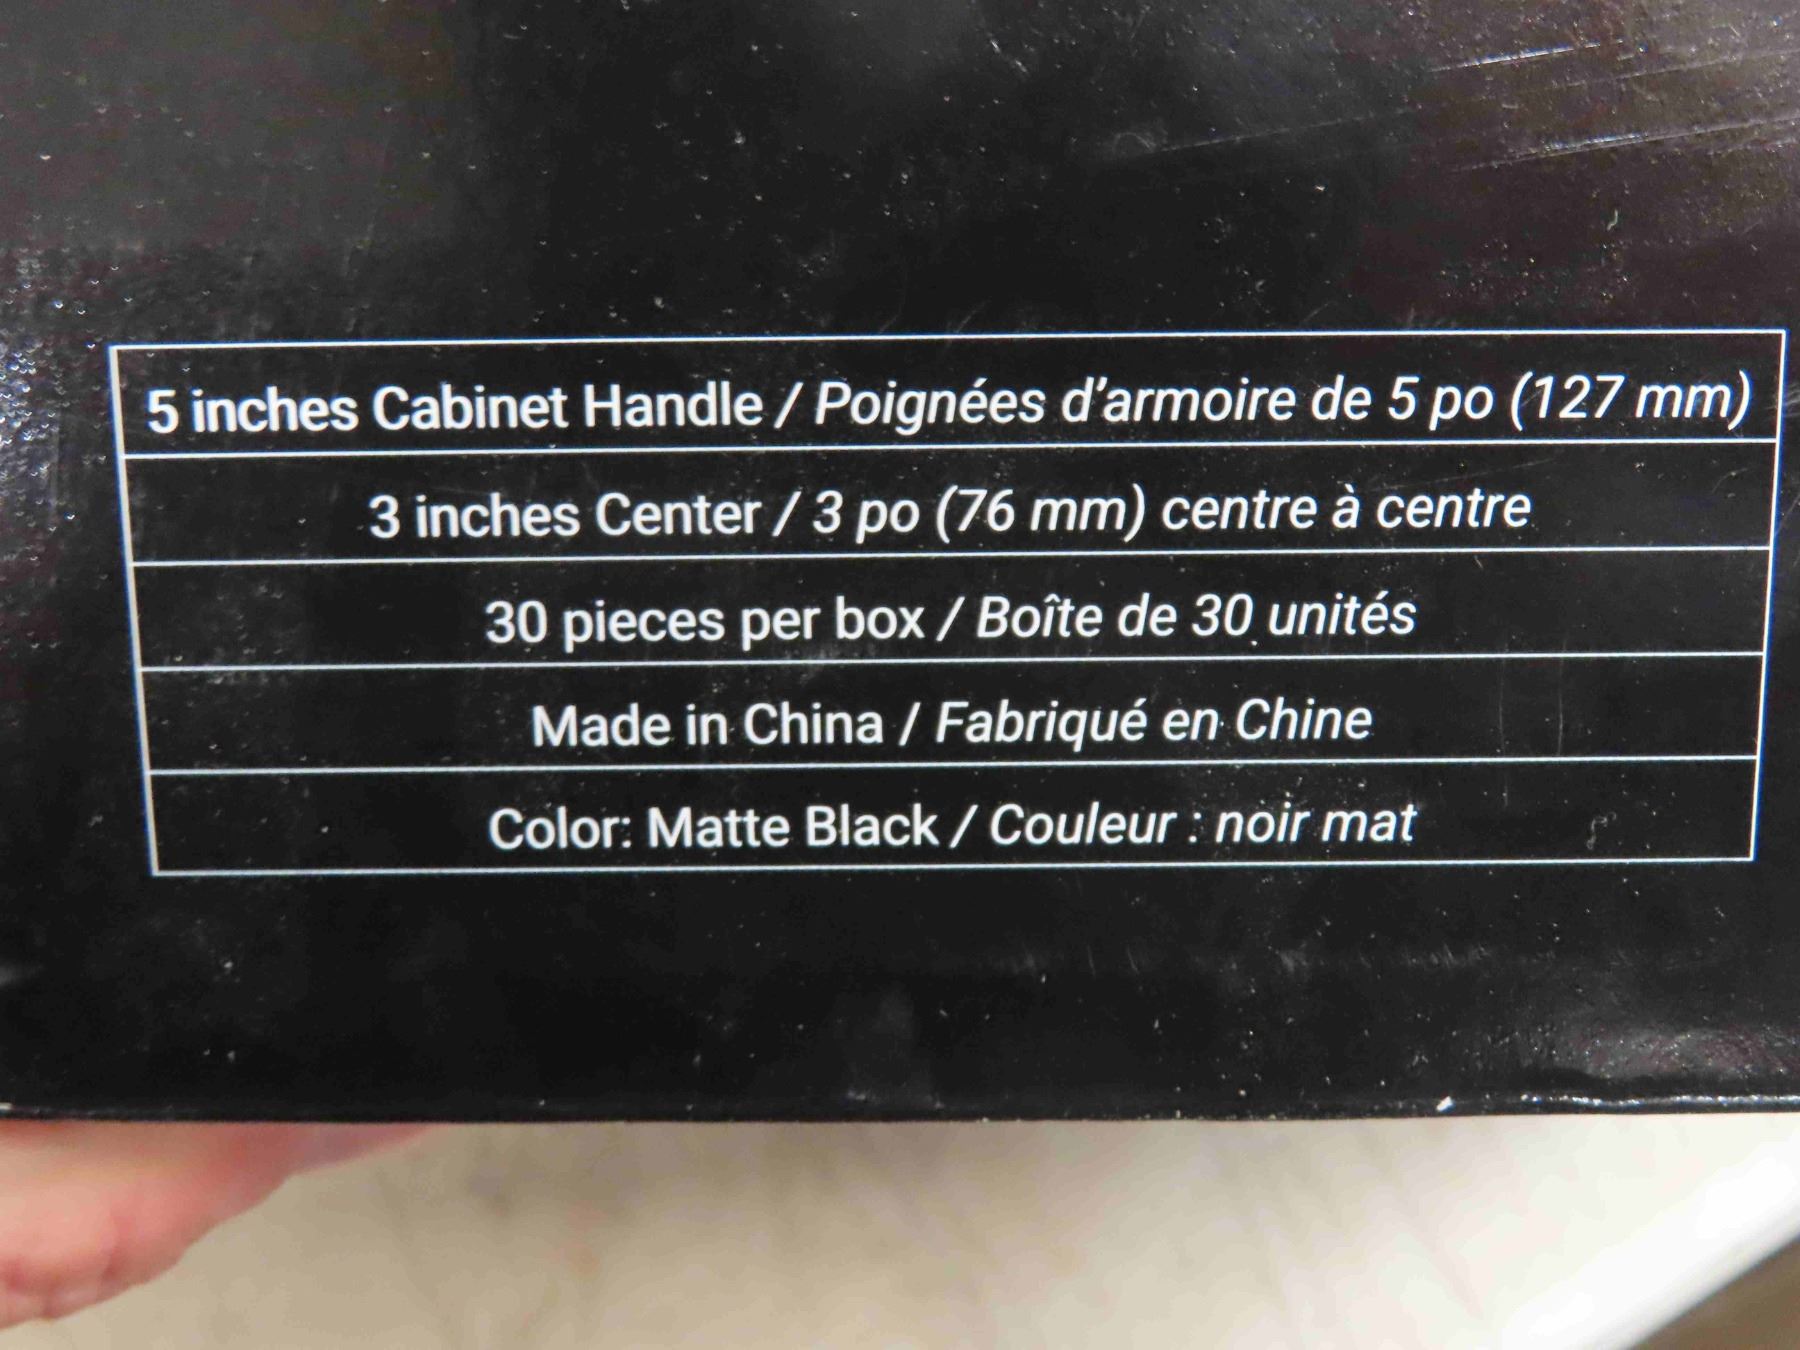 5 inches Cabinet Handle / Poignées d’armoire de 5 po (127 mm)
3 inches Center / 3 po (76 mm) centre à centre
30 pieces per box / Boîte de 30 unités
Made in China / Fabriqué en Chine
Color: Matte Black / Couleur : noir mat